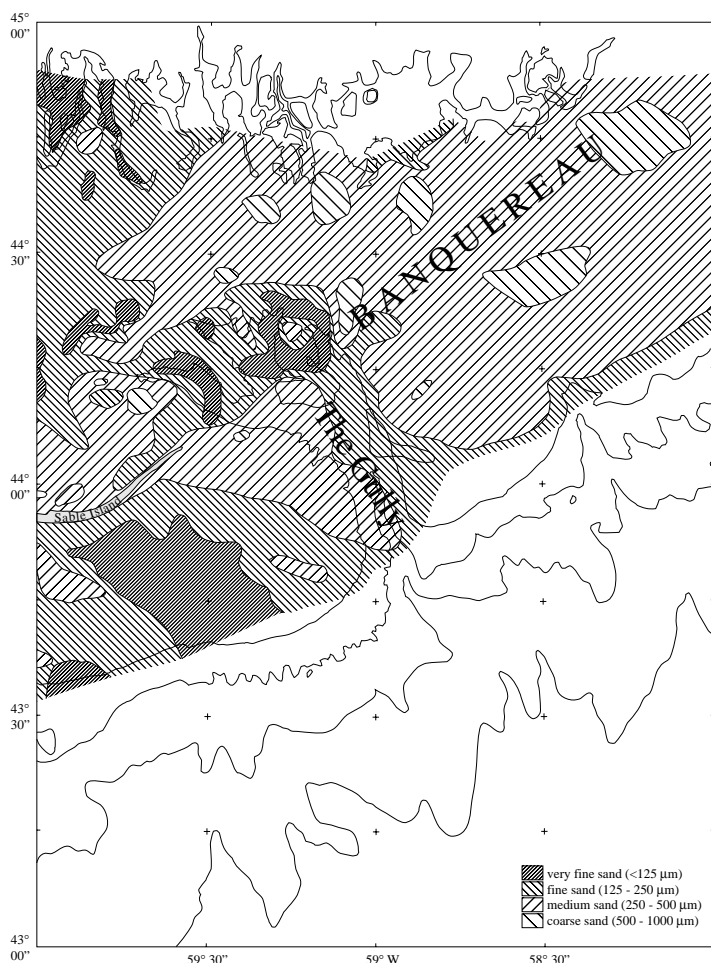 45°
00”
44°
30”
44°
00”
43°
30”
43°
00”
BANQUEREAU
The Gully
Sable Island
very fine sand (<125 μm)
fine sand (125 - 250 μm)
medium sand (250 - 500 μm)
coarse sand (500 - 1000 μm)
59° 30” 59° W 58° 30”